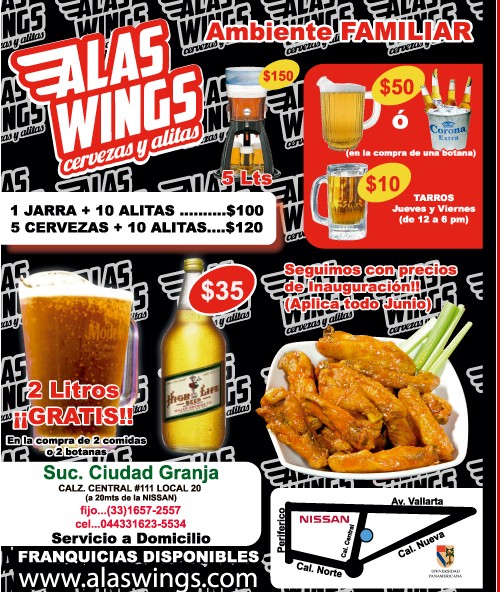 ALAS
WINGS
cervezas y alitas
Ambiente FAMILIAR
$150
5 Lts
$50
ó
Corona
Extra
(en la compra de una botana)
$10
TARROS
Jueves y Viernes
(de 12 a 6 pm)
1 JARRA + 10 ALITAS ..........$100
5 CERVEZAS + 10 ALITAS....$120
Seguimos con precios
de Inauguración!!
(Aplica todo Junio)
$35
Modelo
HIGH LIFE
2 Litros
¡¡GRATIS!!
En la compra de 2 comidas
o 2 botanas
Suc. Ciudad Granja
CALZ. CENTRAL #111 LOCAL 20
(a 20mts de la NISSAN)
fijo...(33)1657-2557
cel...044331623-5534
Servicio a Domicilio
FRANQUICIAS DISPONIBLES
www.alaswings.com
Av. Vallarta
Periferico
NISSAN
Cal. Central
Cal. Nueva
Cal. Norte
UNIVERSIDAD
PANAMERICANA